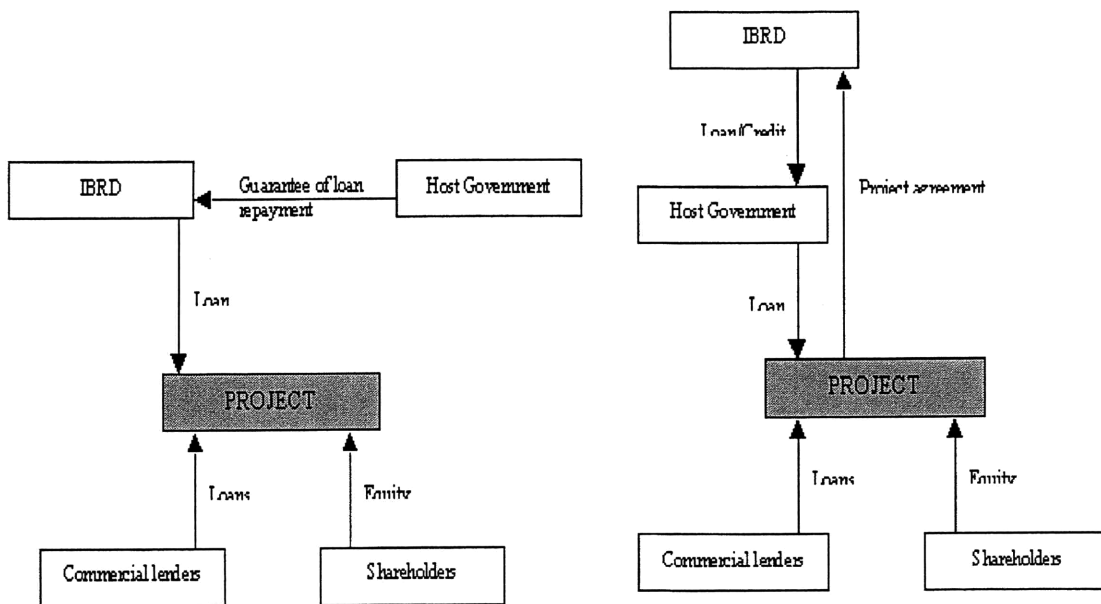 IBRD
Guarantee of loan
repayment
Host Government
Loan
PROJECT
Loans
Equity
Commercial lenders
Shareholders
IBRD
Loan/Credit
Project agreement
Host Government
Loan
PROJECT
Loans
Equity
Commercial lenders
Shareholders